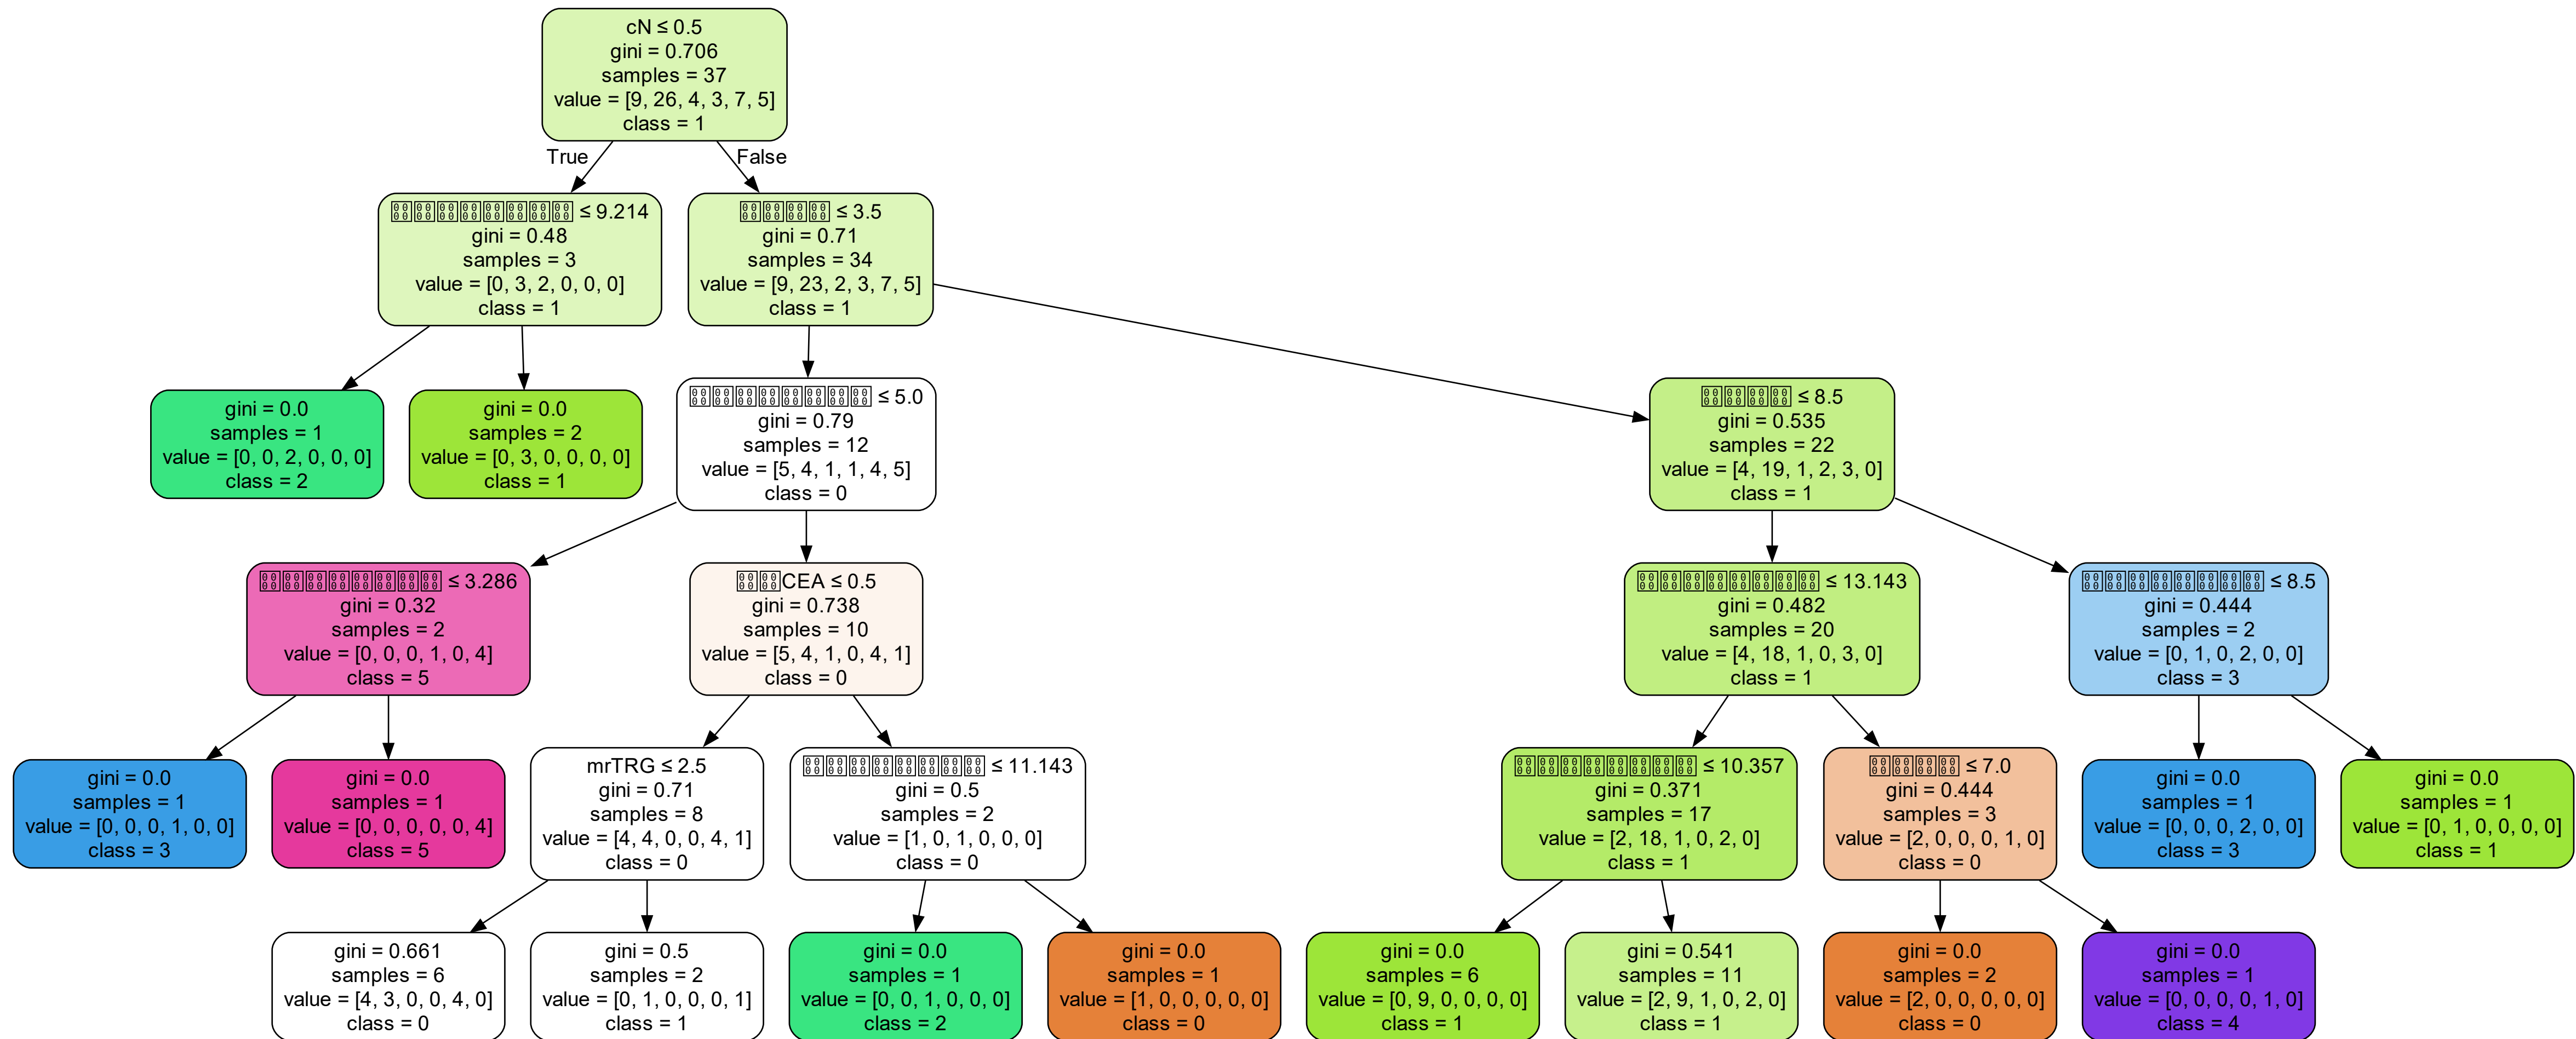 cN ≤ 0.5
gini = 0.706
samples = 37
value = [9, 26, 4, 3, 7, 5]
class = 1
True
False
≤ 9.214
gini = 0.48
samples = 3
value = [0, 3, 2, 0, 0, 0]
class = 1
≤ 3.5
gini = 0.71
samples = 34
value = [9, 23, 2, 3, 7, 5]
class = 1
gini = 0.0
samples = 1
value = [0, 0, 2, 0, 0, 0]
class = 2
gini = 0.0
samples = 2
value = [0, 3, 0, 0, 0, 0]
class = 1
≤ 5.0
gini = 0.79
samples = 12
value = [5, 4, 1, 1, 4, 5]
class = 0
≤ 8.5
gini = 0.535
samples = 22
value = [4, 19, 1, 2, 3, 0]
class = 1
≤ 3.286
gini = 0.32
samples = 2
value = [0, 0, 0, 1, 0, 4]
class = 5
CEA ≤ 0.5
gini = 0.738
samples = 10
value = [5, 4, 1, 0, 4, 1]
class = 0
≤ 13.143
gini = 0.482
samples = 20
value = [4, 18, 1, 0, 3, 0]
class = 1
≤ 8.5
gini = 0.444
samples = 2
value = [0, 1, 0, 2, 0, 0]
class = 3
gini = 0.0
samples = 1
value = [0, 0, 0, 1, 0, 0]
class = 3
gini = 0.0
samples = 1
value = [0, 0, 0, 0, 0, 4]
class = 5
mrTRG ≤ 2.5
gini = 0.71
samples = 8
value = [4, 4, 0, 0, 4, 1]
class = 0
≤ 11.143
gini = 0.5
samples = 2
value = [1, 0, 1, 0, 0, 0]
class = 0
≤ 10.357
gini = 0.371
samples = 17
value = [2, 18, 1, 0, 2, 0]
class = 1
≤ 7.0
gini = 0.444
samples = 3
value = [2, 0, 0, 0, 1, 0]
class = 0
gini = 0.0
samples = 1
value = [0, 0, 0, 2, 0, 0]
class = 3
gini = 0.0
samples = 1
value = [0, 1, 0, 0, 0, 0]
class = 1
gini = 0.661
samples = 6
value = [4, 3, 0, 0, 4, 0]
class = 0
gini = 0.5
samples = 2
value = [0, 1, 0, 0, 0, 1]
class = 1
gini = 0.0
samples = 1
value = [0, 0, 1, 0, 0, 0]
class = 2
gini = 0.0
samples = 1
value = [1, 0, 0, 0, 0, 0]
class = 0
gini = 0.0
samples = 6
value = [0, 9, 0, 0, 0, 0]
class = 1
gini = 0.541
samples = 11
value = [2, 9, 1, 0, 2, 0]
class = 1
gini = 0.0
samples = 2
value = [2, 0, 0, 0, 0, 0]
class = 0
gini = 0.0
samples = 1
value = [0, 0, 0, 0, 1, 0]
class = 4